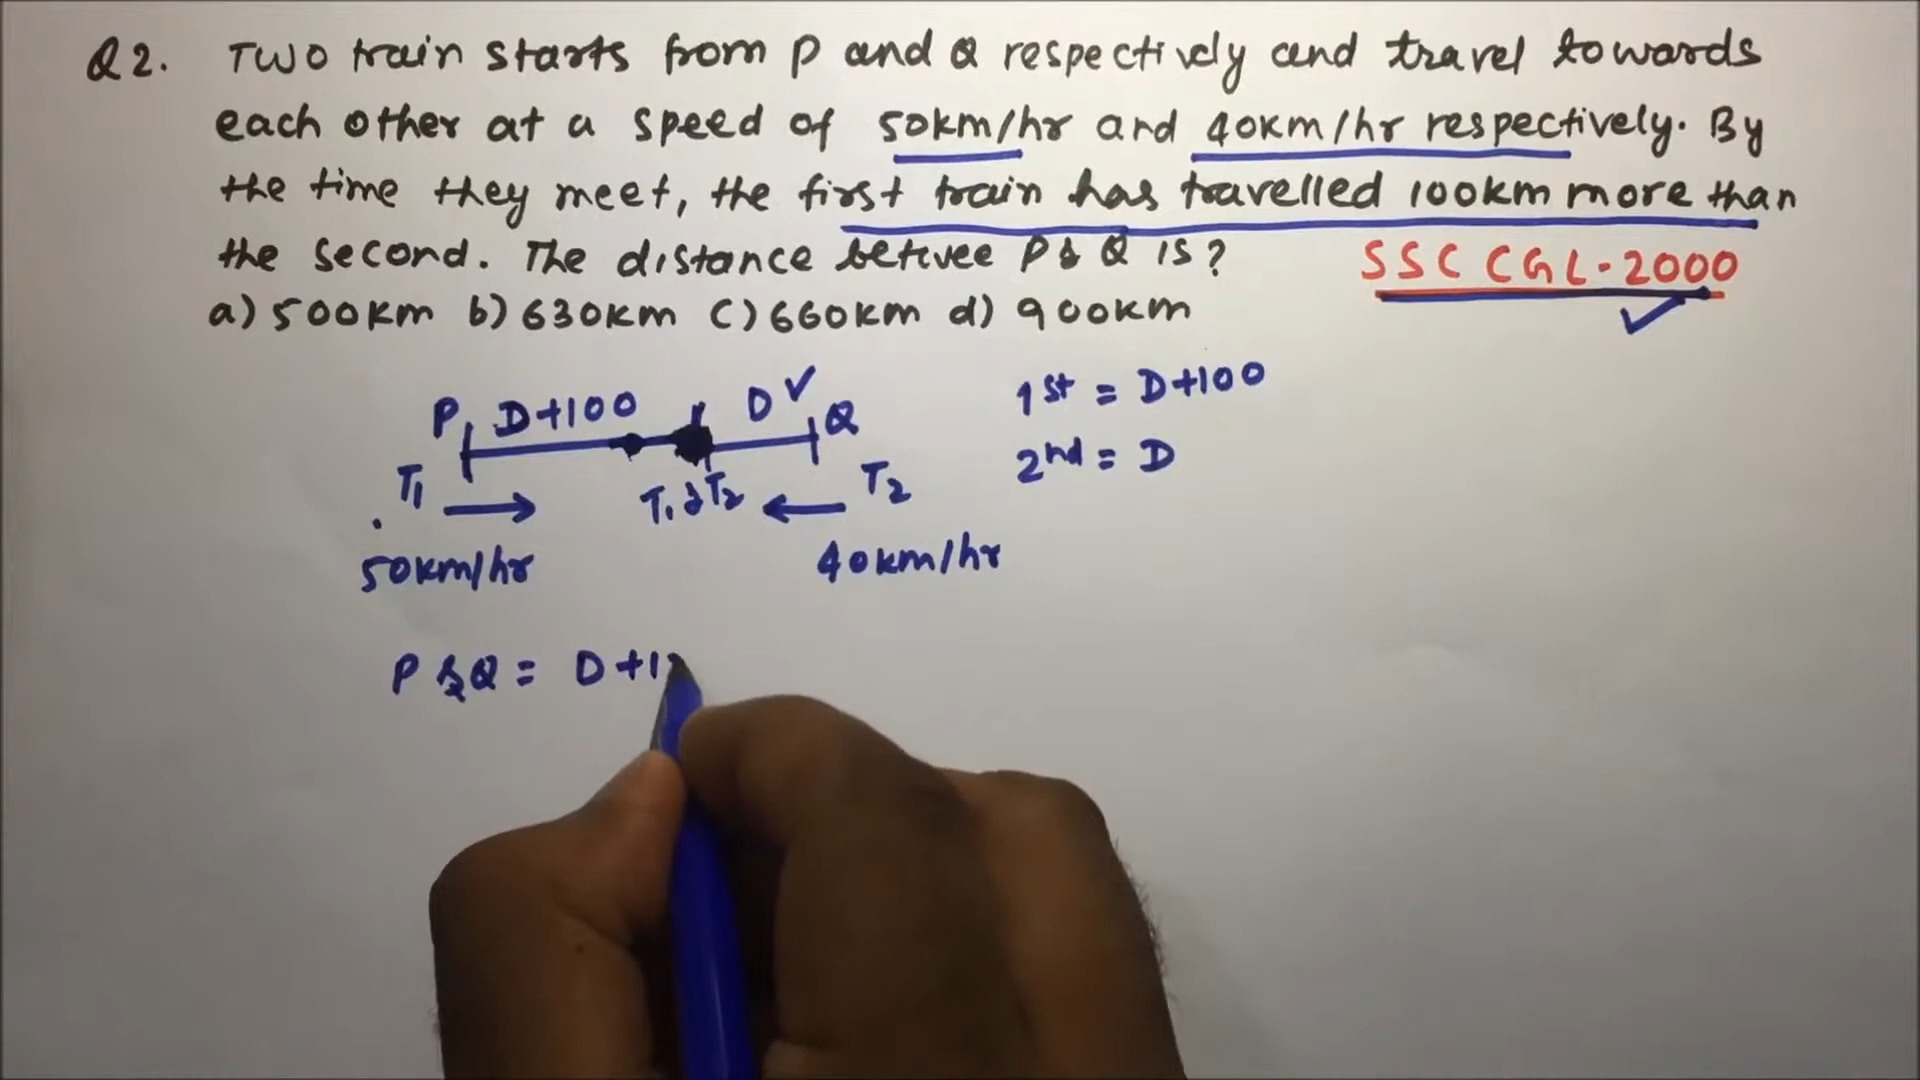 Q2. Two train starts from P and Q respectively and travel towards
each other at a speed of 50km/hr and 40km/hr respectively. By
the time they meet, the first train has travelled 100km more than
the second. The distance betwee P & Q is?
SSC CGL-2000
a) 500km b) 630km c) 660km d) 900km
P D+100 D Q
T1 T1 & T2 T2
50km/hr 40km/hr
1st = D+100
2nd = D
P & Q = D+1